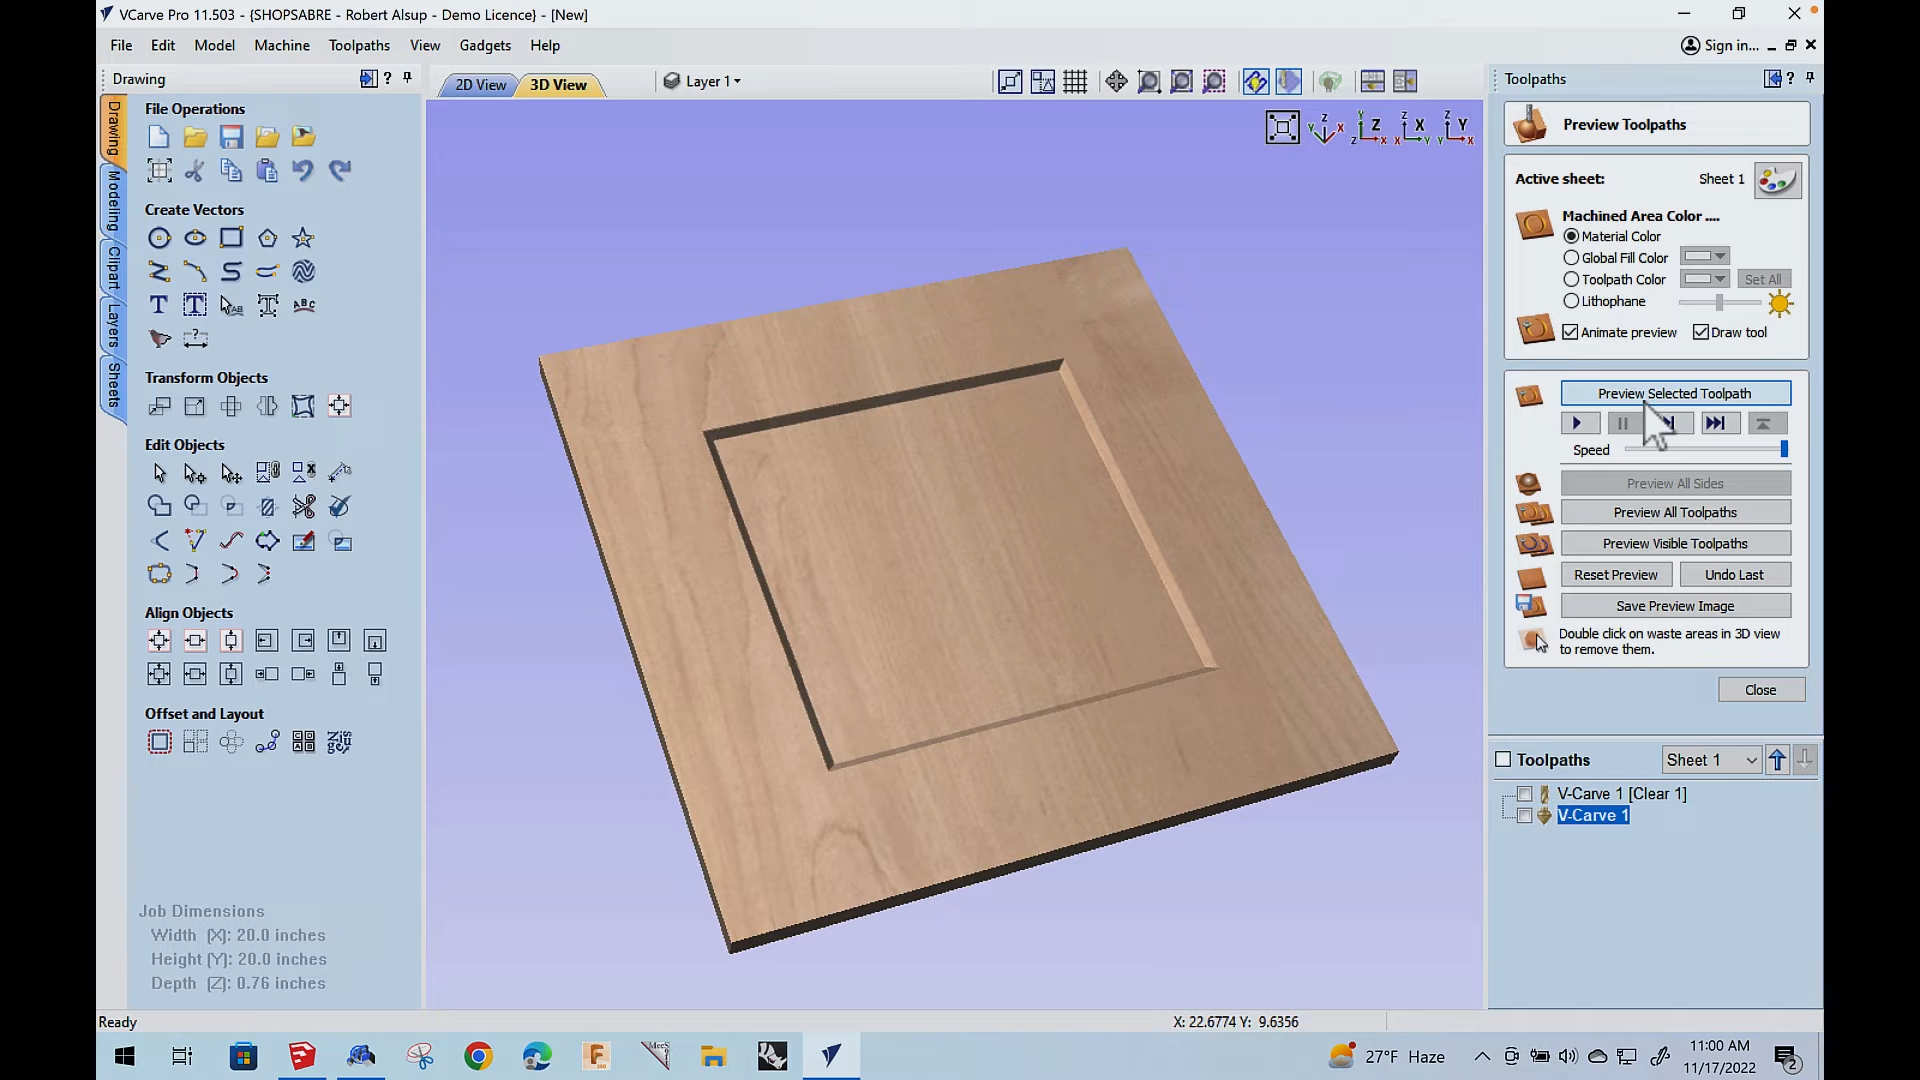 VCarve Pro 11.503 - {SHOPSABRE - Robert Alsup - Demo Licence} - [New]
File Edit Model Machine Toolpaths View Gadgets Help
Sign in...
Drawing
?
2D View
3D View
Layer 1
Toolpaths
?
Drawing
Modeling
Clipart
Layers
Sheets
File Operations
Create Vectors
Transform Objects
Edit Objects
Align Objects
Offset and Layout
Job Dimensions
Width (X): 20.0 inches
Height (Y): 20.0 inches
Depth (Z): 0.76 inches
Preview Toolpaths
Active sheet: Sheet 1
Machined Area Color ....
Material Color
Global Fill Color
Toolpath Color
Set All
Lithophane
Animate preview
Draw tool
Preview Selected Toolpath
Speed
Preview All Sides
Preview All Toolpaths
Preview Visible Toolpaths
Reset Preview
Undo Last
Save Preview Image
Double click on waste areas in 3D view
to remove them.
Close
Toolpaths
Sheet 1
V-Carve 1 [Clear 1]
V-Carve 1
Ready
X: 22.6774 Y: 9.6356
27°F Haze
11:00 AM
11/17/2022
2